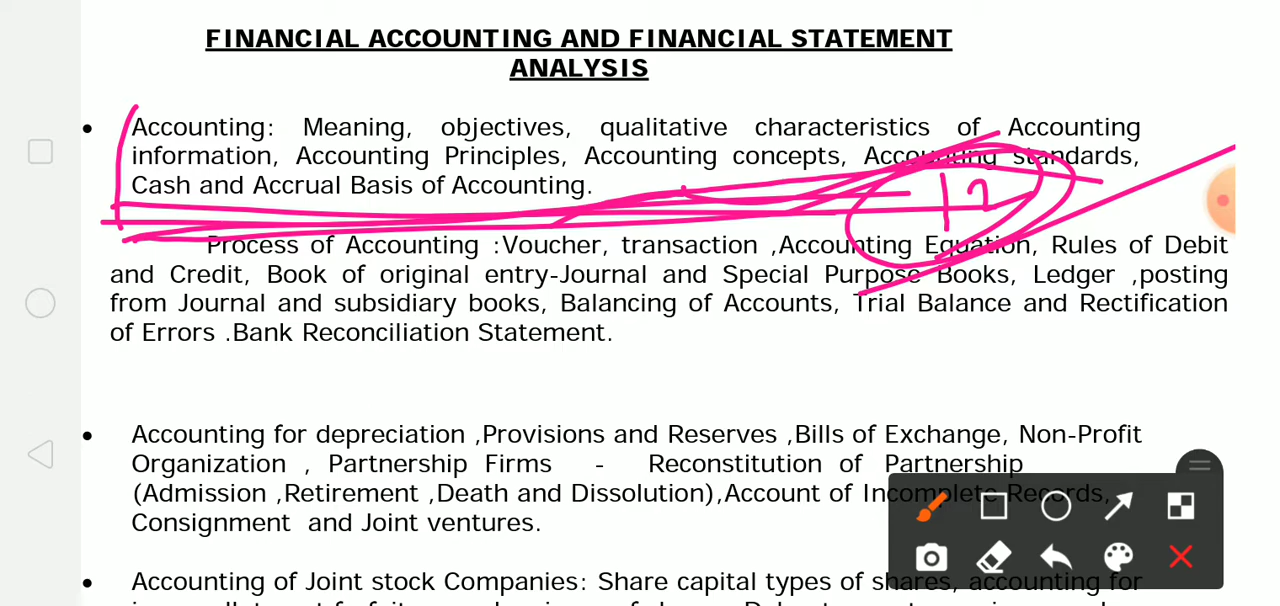 FINANCIAL ACCOUNTING AND FINANCIAL STATEMENT
ANALYSIS
• Accounting: Meaning, objectives, qualitative characteristics of Accounting
information, Accounting Principles, Accounting concepts, Accounting standards,
Cash and Accrual Basis of Accounting.
12
Process of Accounting :Voucher, transaction ,Accounting Equation, Rules of Debit
and Credit, Book of original entry-Journal and Special Purpose Books, Ledger ,posting
from Journal and subsidiary books, Balancing of Accounts, Trial Balance and Rectification
of Errors .Bank Reconciliation Statement.
• Accounting for depreciation ,Provisions and Reserves ,Bills of Exchange, Non-Profit
Organization , Partnership Firms - Reconstitution of Partnership
(Admission ,Retirement ,Death and Dissolution),Account of Incomplete Records,
Consignment and Joint ventures.
• Accounting of Joint stock Companies: Share capital types of shares, accounting for